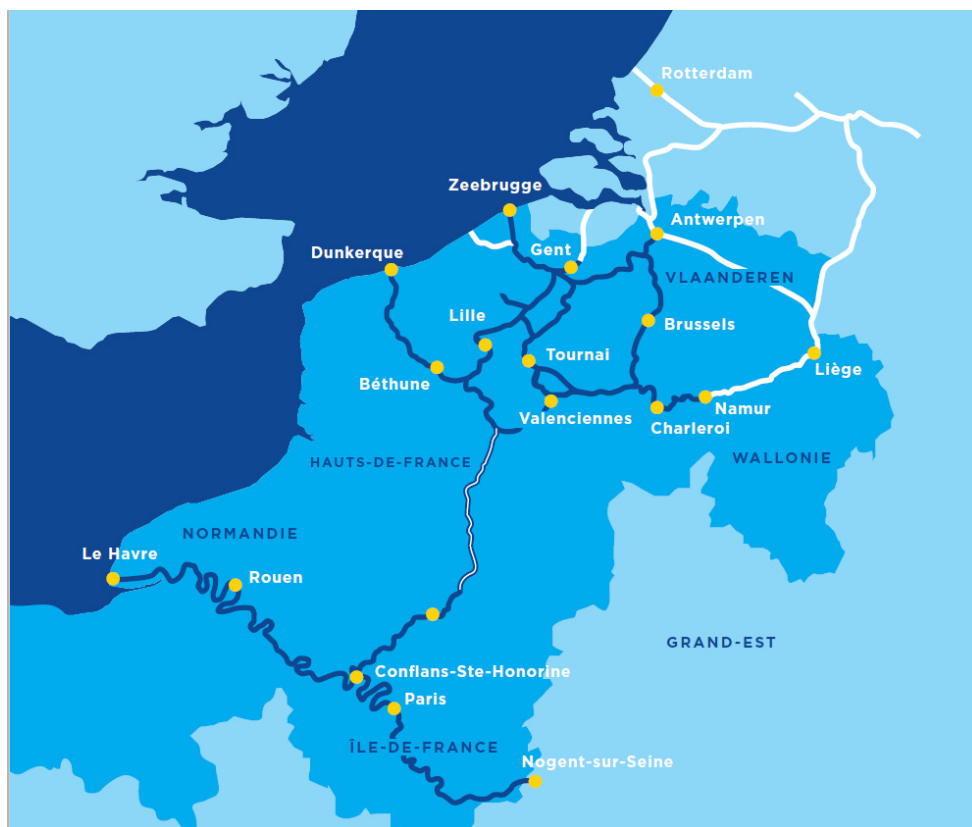 Rotterdam
Zeebrugge
Antwerpen
Dunkerque
Gent
VLAANDEREN
Lille
Brussels
Tournai
Béthune
Liège
Valenciennes
Namur
Charleroi
HAUTS-DE-FRANCE
WALLONIE
NORMANDIE
Le Havre
Rouen
GRAND-EST
Conflans-Ste-Honorine
Paris
ÎLE-DE-FRANCE
Nogent-sur-Seine